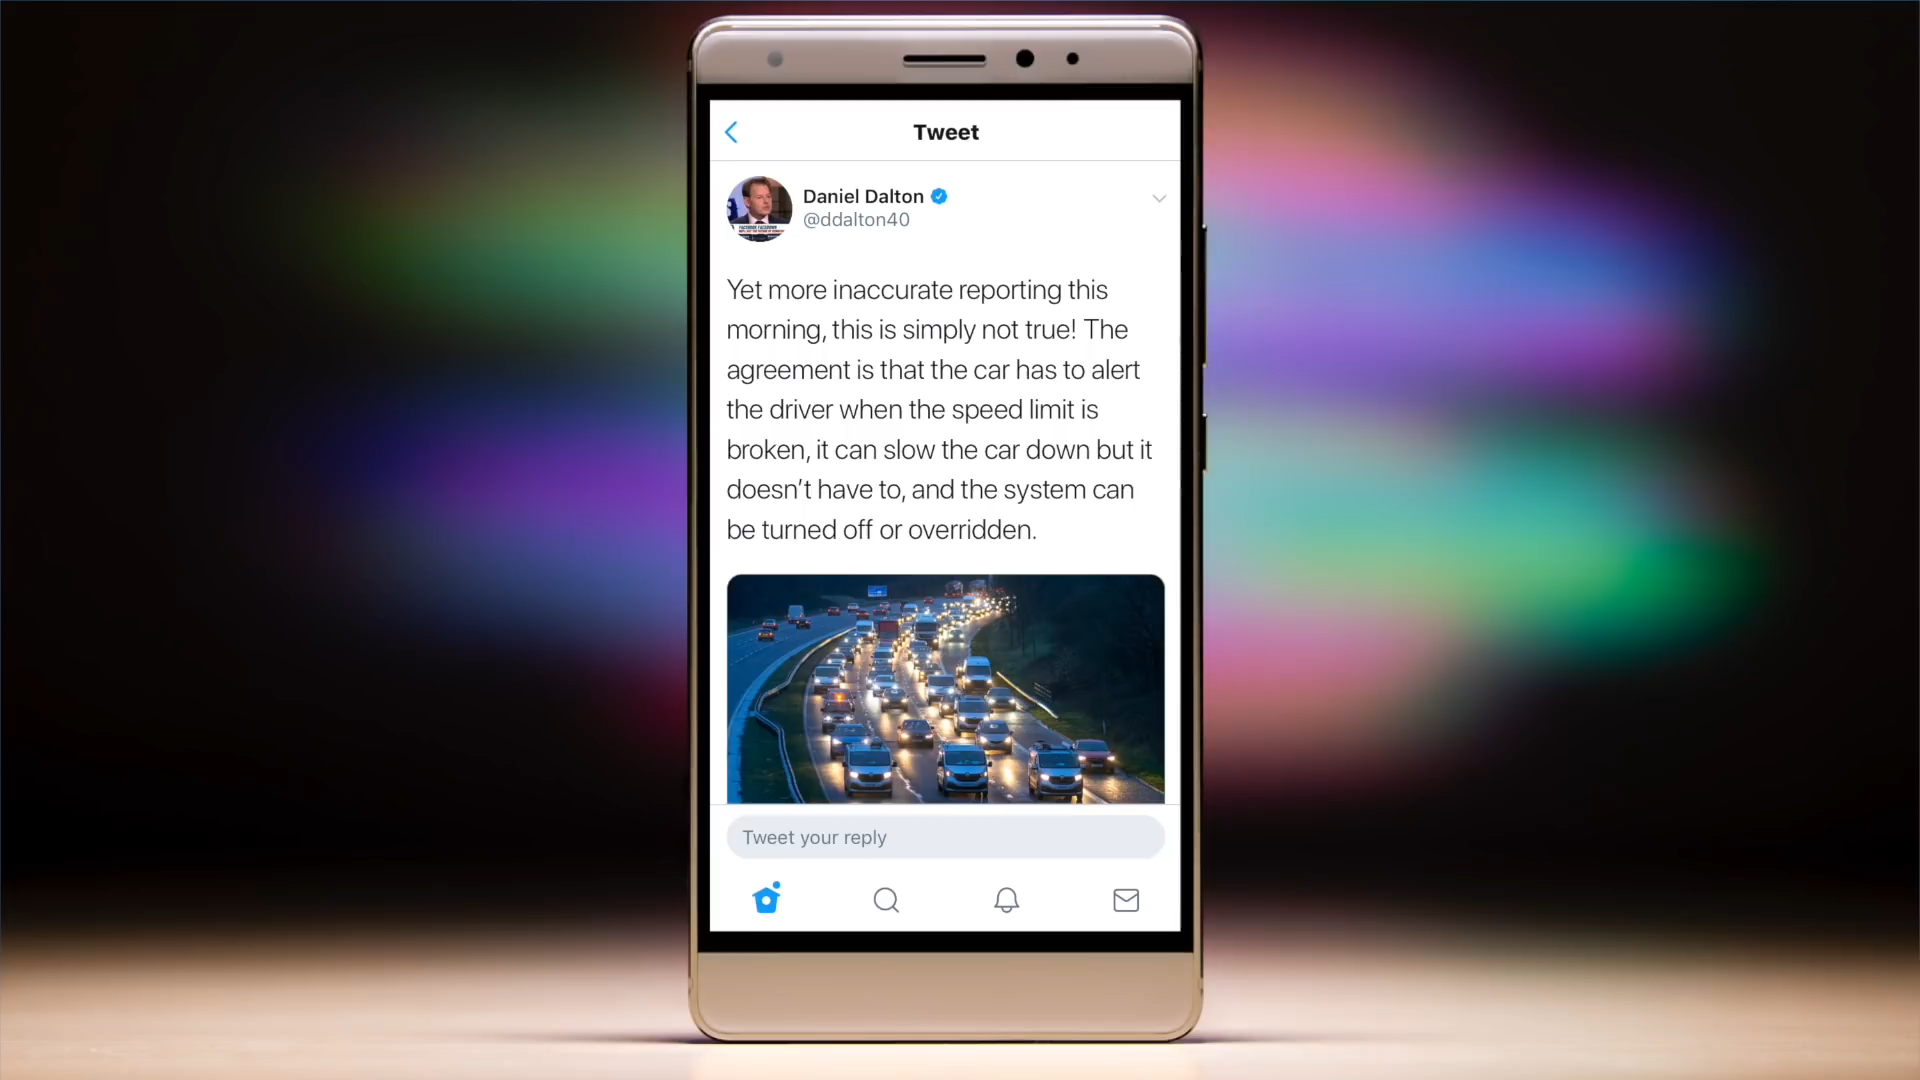 Tweet
Daniel Dalton
@ddalton40
Yet more inaccurate reporting this
morning, this is simply not true! The
agreement is that the car has to alert
the driver when the speed limit is
broken, it can slow the car down but it
doesn't have to, and the system can
be turned off or overridden.
Tweet your reply